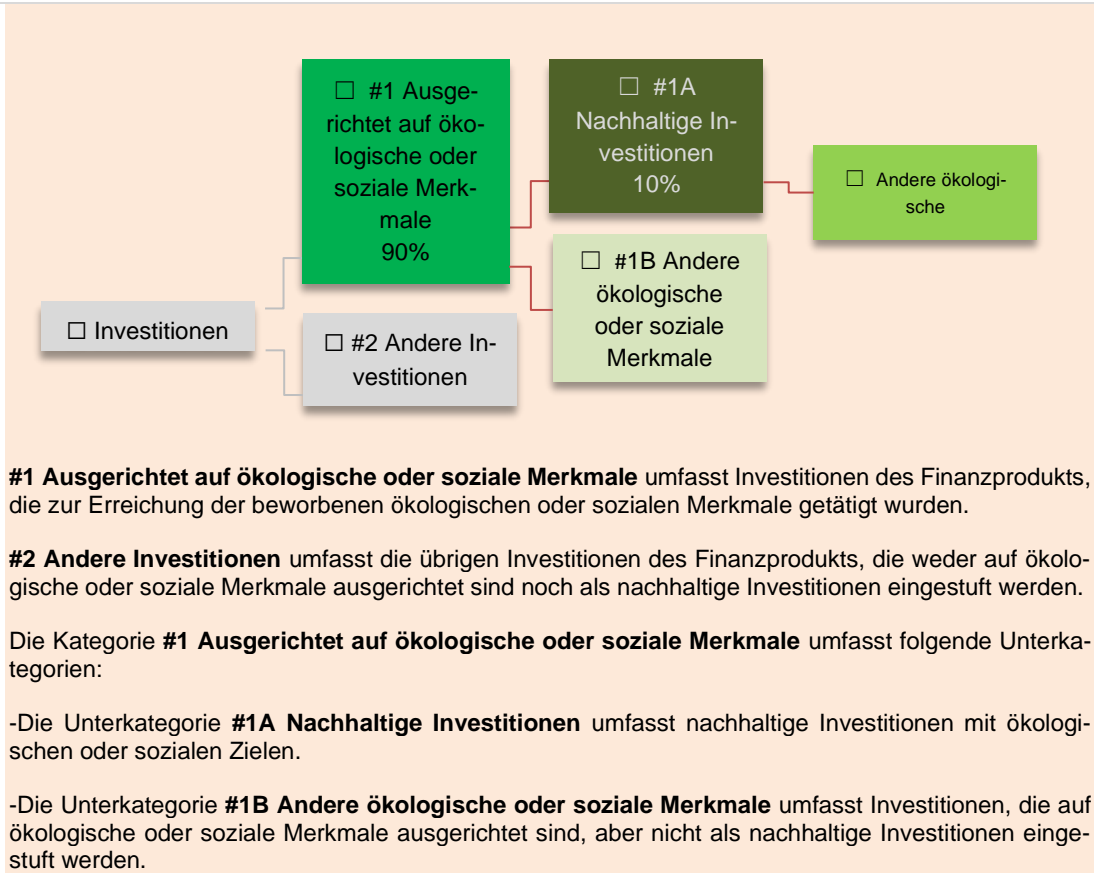 ☐ #1 Ausge-
richtet auf öko-
logische oder
soziale Merk-
male
90%
☐ #1A
Nachhaltige In-
vestitionen
10%
☐ Andere ökologi-
sche
☐ #1B Andere
ökologische
oder soziale
Merkmale
☐ Investitionen
☐ #2 Andere In-
vestitionen
#1 Ausgerichtet auf ökologische oder soziale Merkmale umfasst Investitionen des Finanzprodukts,
die zur Erreichung der beworbenen ökologischen oder sozialen Merkmale getätigt wurden.
#2 Andere Investitionen umfasst die übrigen Investitionen des Finanzprodukts, die weder auf ökolo-
gische oder soziale Merkmale ausgerichtet sind noch als nachhaltige Investitionen eingestuft werden.
Die Kategorie #1 Ausgerichtet auf ökologische oder soziale Merkmale umfasst folgende Unterka-
tegorien:
-Die Unterkategorie #1A Nachhaltige Investitionen umfasst nachhaltige Investitionen mit ökologi-
schen oder sozialen Zielen.
-Die Unterkategorie #1B Andere ökologische oder soziale Merkmale umfasst Investitionen, die auf
ökologische oder soziale Merkmale ausgerichtet sind, aber nicht als nachhaltige Investitionen einge-
stuft werden.